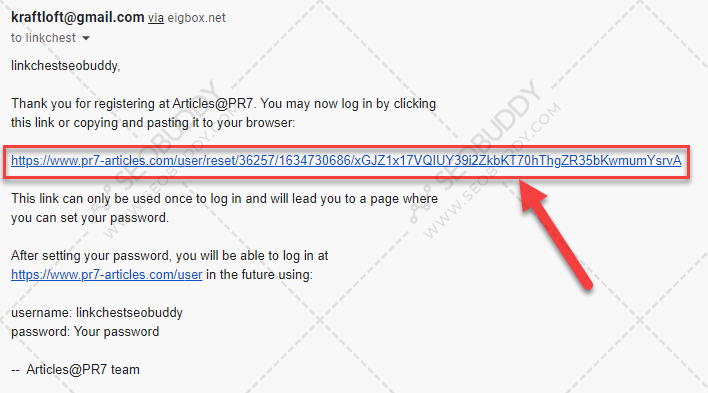 kraftloft@gmail.com via eigbox.net
to linkchest
linkchestseobuddy,
Thank you for registering at Articles@PR7. You may now log in by clicking
this link or copying and pasting it to your browser:
https://www.pr7-articles.com/user/reset/36257/1634730686/xGJZ1x17VQIUY39i2ZkbKT70hThgZR35bKwmumYsrvA
This link can only be used once to log in and will lead you to a page where
you can set your password.
After setting your password, you will be able to log in at
https://www.pr7-articles.com/user in the future using:
username: linkchestseobuddy
password: Your password
-- Articles@PR7 team
SEOBUDDY
WWW.SEOBUDDY.COM